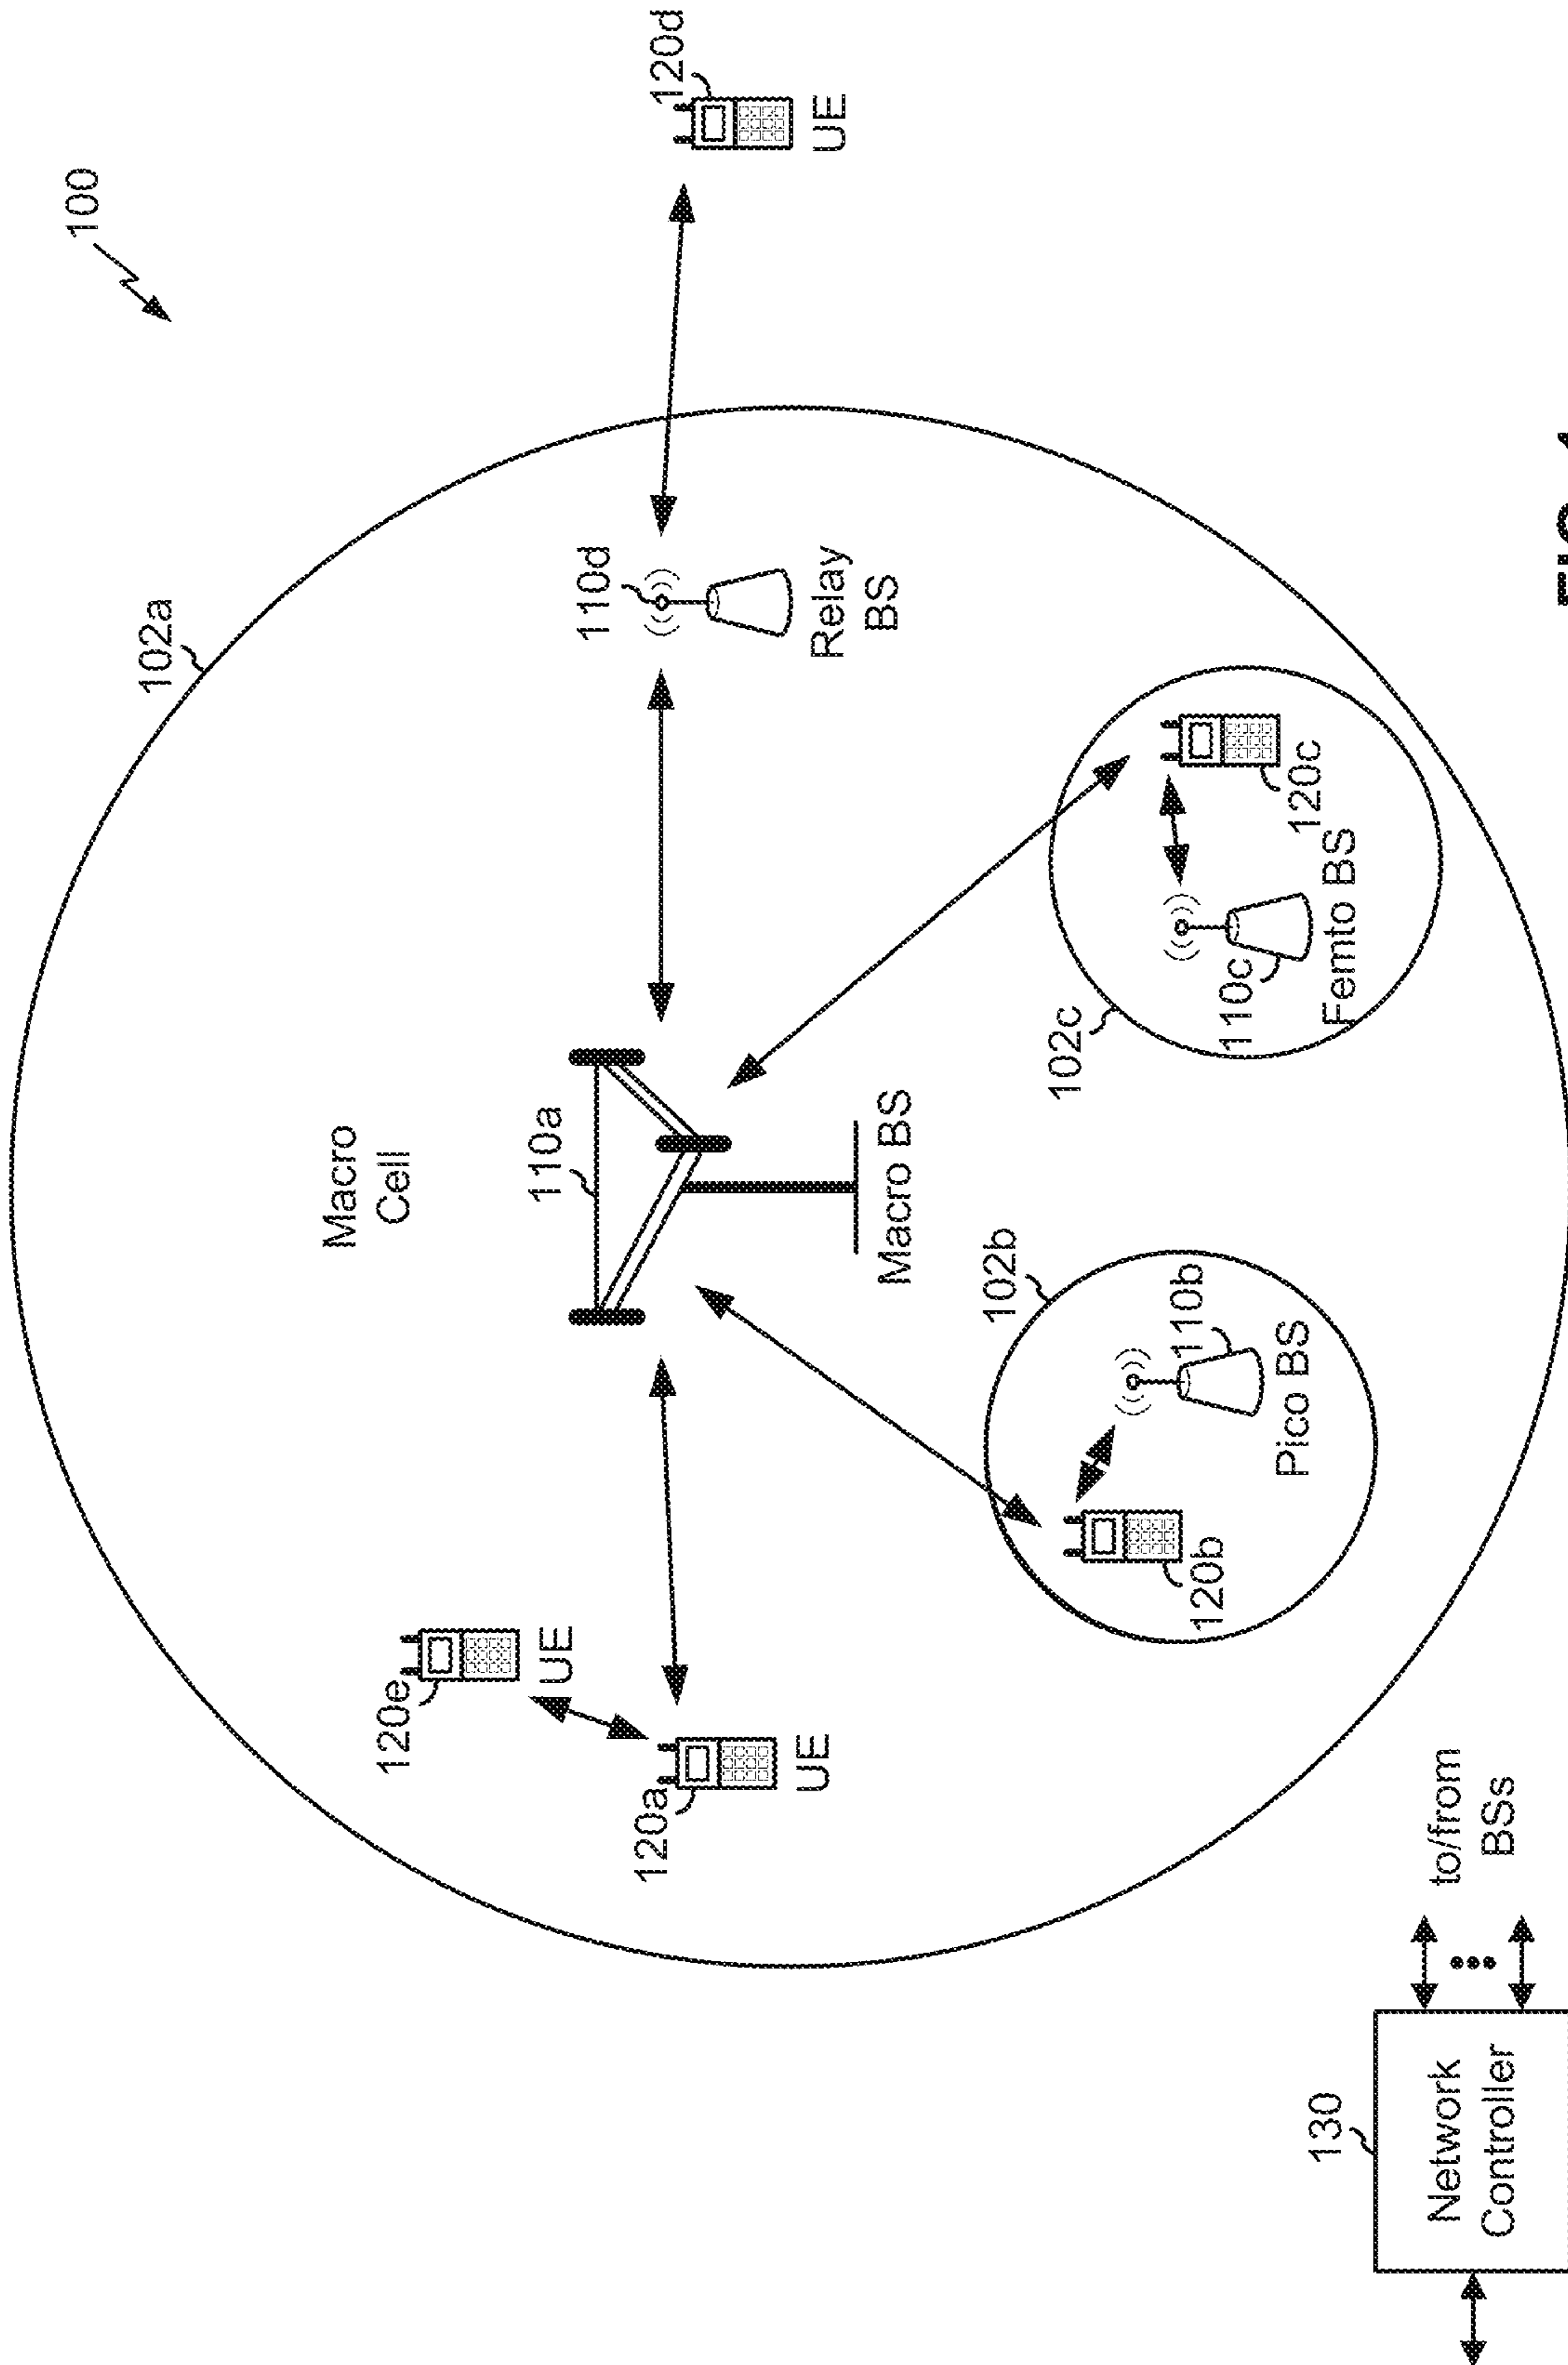 100
102a
Macro
Cell
120e
UE
110a
110d
120a
UE
120d
UE
Relay
BS
Macro BS
102b
102c
110b
120b
Pico BS
110c
120c
Femto BS
130
Network
Controller
to/from
BSs